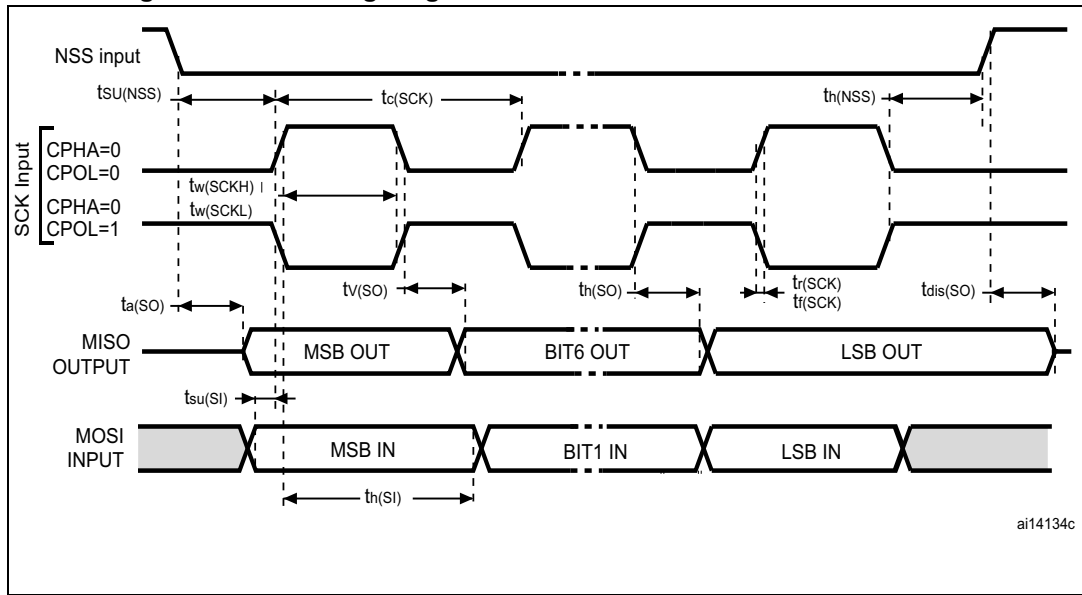 NSS input
tSU(NSS)
tc(SCK)
th(NSS)
SCK Input
CPHA=0
CPOL=0
tw(SCKH)
CPHA=0
tw(SCKL)
CPOL=1
ta(SO)
tV(SO)
th(SO)
tr(SCK)
tf(SCK)
tdis(SO)
MISO
OUTPUT
MSB OUT
BIT6 OUT
LSB OUT
tsu(SI)
MOSI
INPUT
MSB IN
BIT1 IN
LSB IN
th(SI)
ai14134c